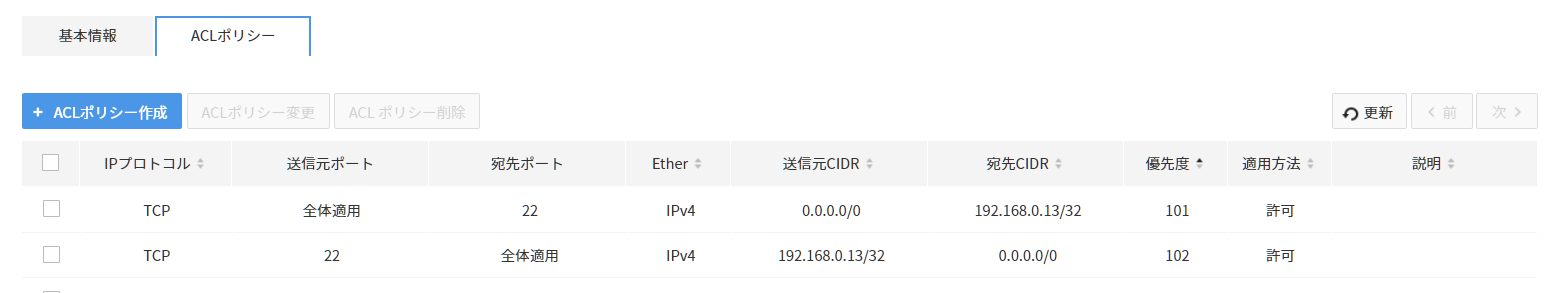 基本情報 ACLポリシー
+ ACLポリシー作成 ACLポリシー変更 ACL ポリシー削除 更新 前 次
IPプロトコル 送信元ポート 宛先ポート Ether 送信元CIDR 宛先CIDR 優先度 適用方法 説明
TCP 全体適用 22 IPv4 0.0.0.0/0 192.168.0.13/32 101 許可
TCP 22 全体適用 IPv4 192.168.0.13/32 0.0.0.0/0 102 許可